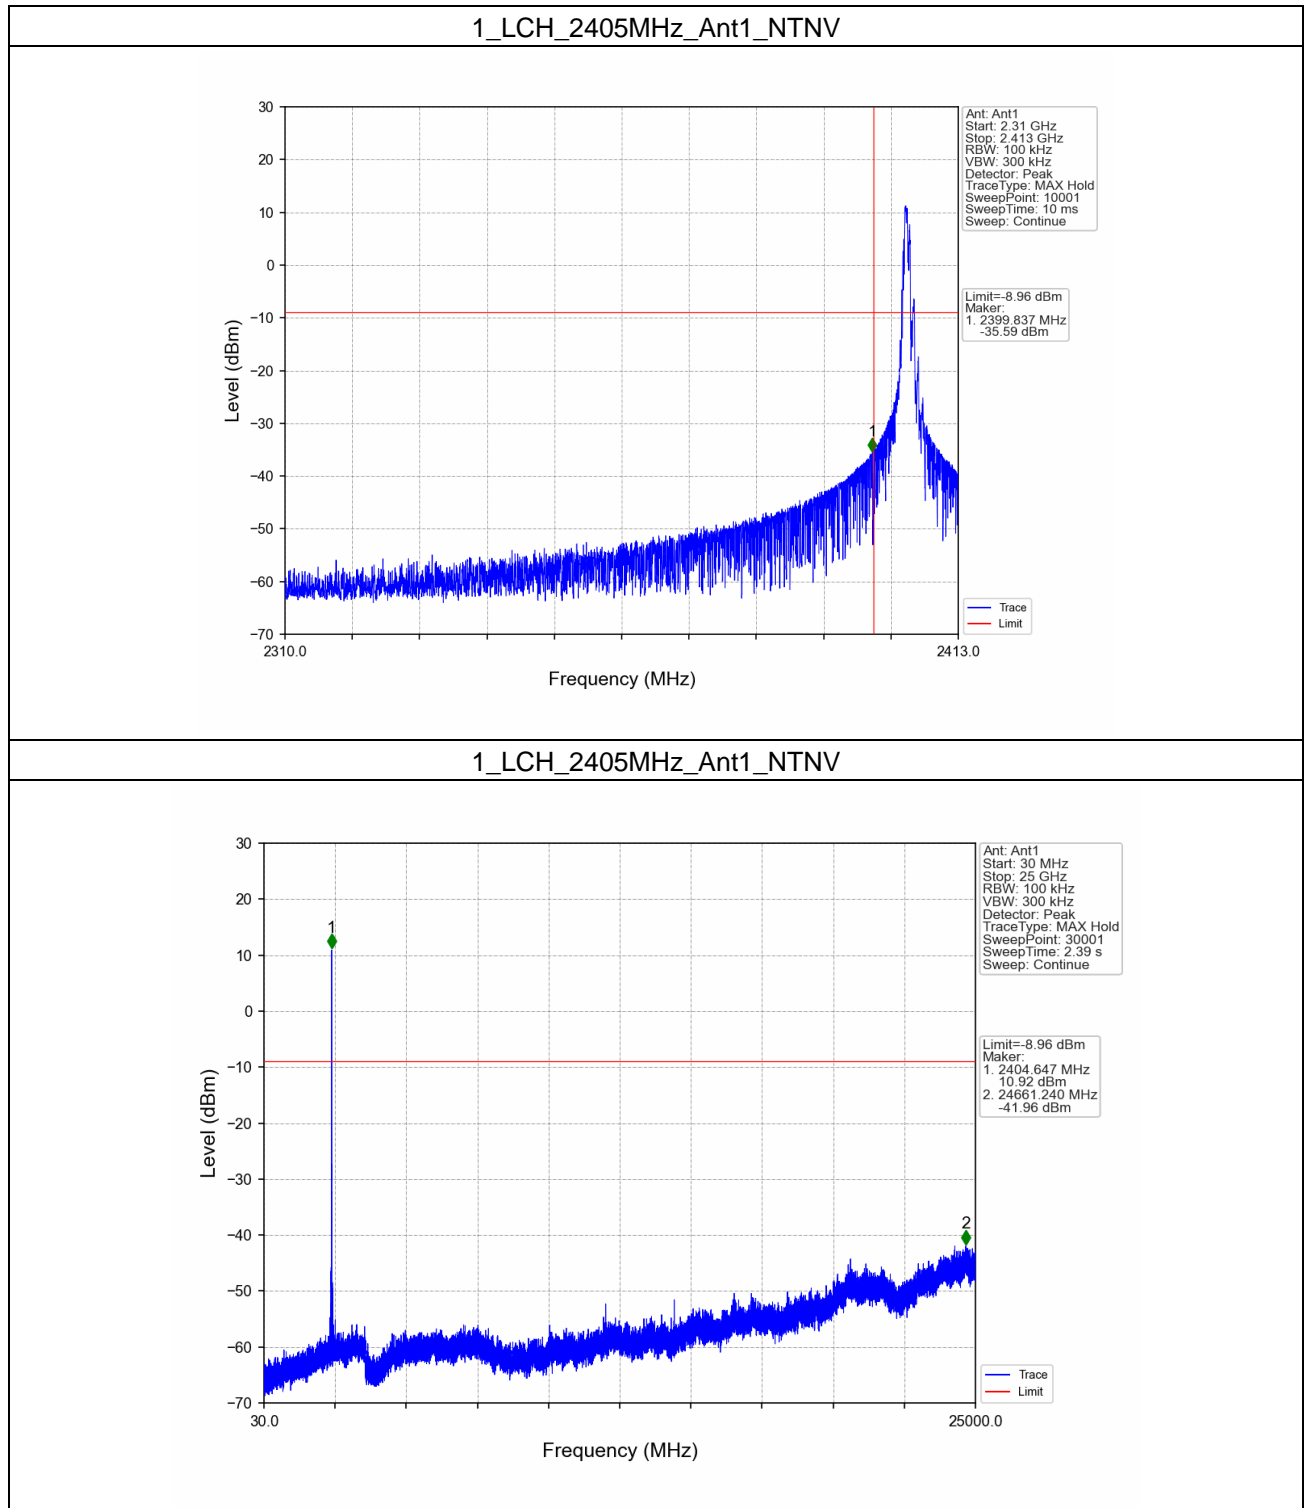 1_LCH_2405MHz_Ant1_NTNV
30
20
10
0
−10
−20
−30
−40
−50
−60
−70
Level (dBm)
2310.0
2413.0
Frequency (MHz)
1
Ant: Ant1
Start: 2.31 GHz
Stop: 2.413 GHz
RBW: 100 kHz
VBW: 300 kHz
Detector: Peak
TraceType: MAX Hold
SweepPoint: 10001
SweepTime: 10 ms
Sweep: Continue
Limit=-8.96 dBm
Maker:
1. 2399.837 MHz
-35.59 dBm
Trace
Limit
1_LCH_2405MHz_Ant1_NTNV
30
20
10
0
−10
−20
−30
−40
−50
−60
−70
Level (dBm)
30.0
25000.0
Frequency (MHz)
1
2
Ant: Ant1
Start: 30 MHz
Stop: 25 GHz
RBW: 100 kHz
VBW: 300 kHz
Detector: Peak
TraceType: MAX Hold
SweepPoint: 30001
SweepTime: 2.39 s
Sweep: Continue
Limit=-8.96 dBm
Maker:
1. 2404.647 MHz
10.92 dBm
2. 24661.240 MHz
-41.96 dBm
Trace
Limit